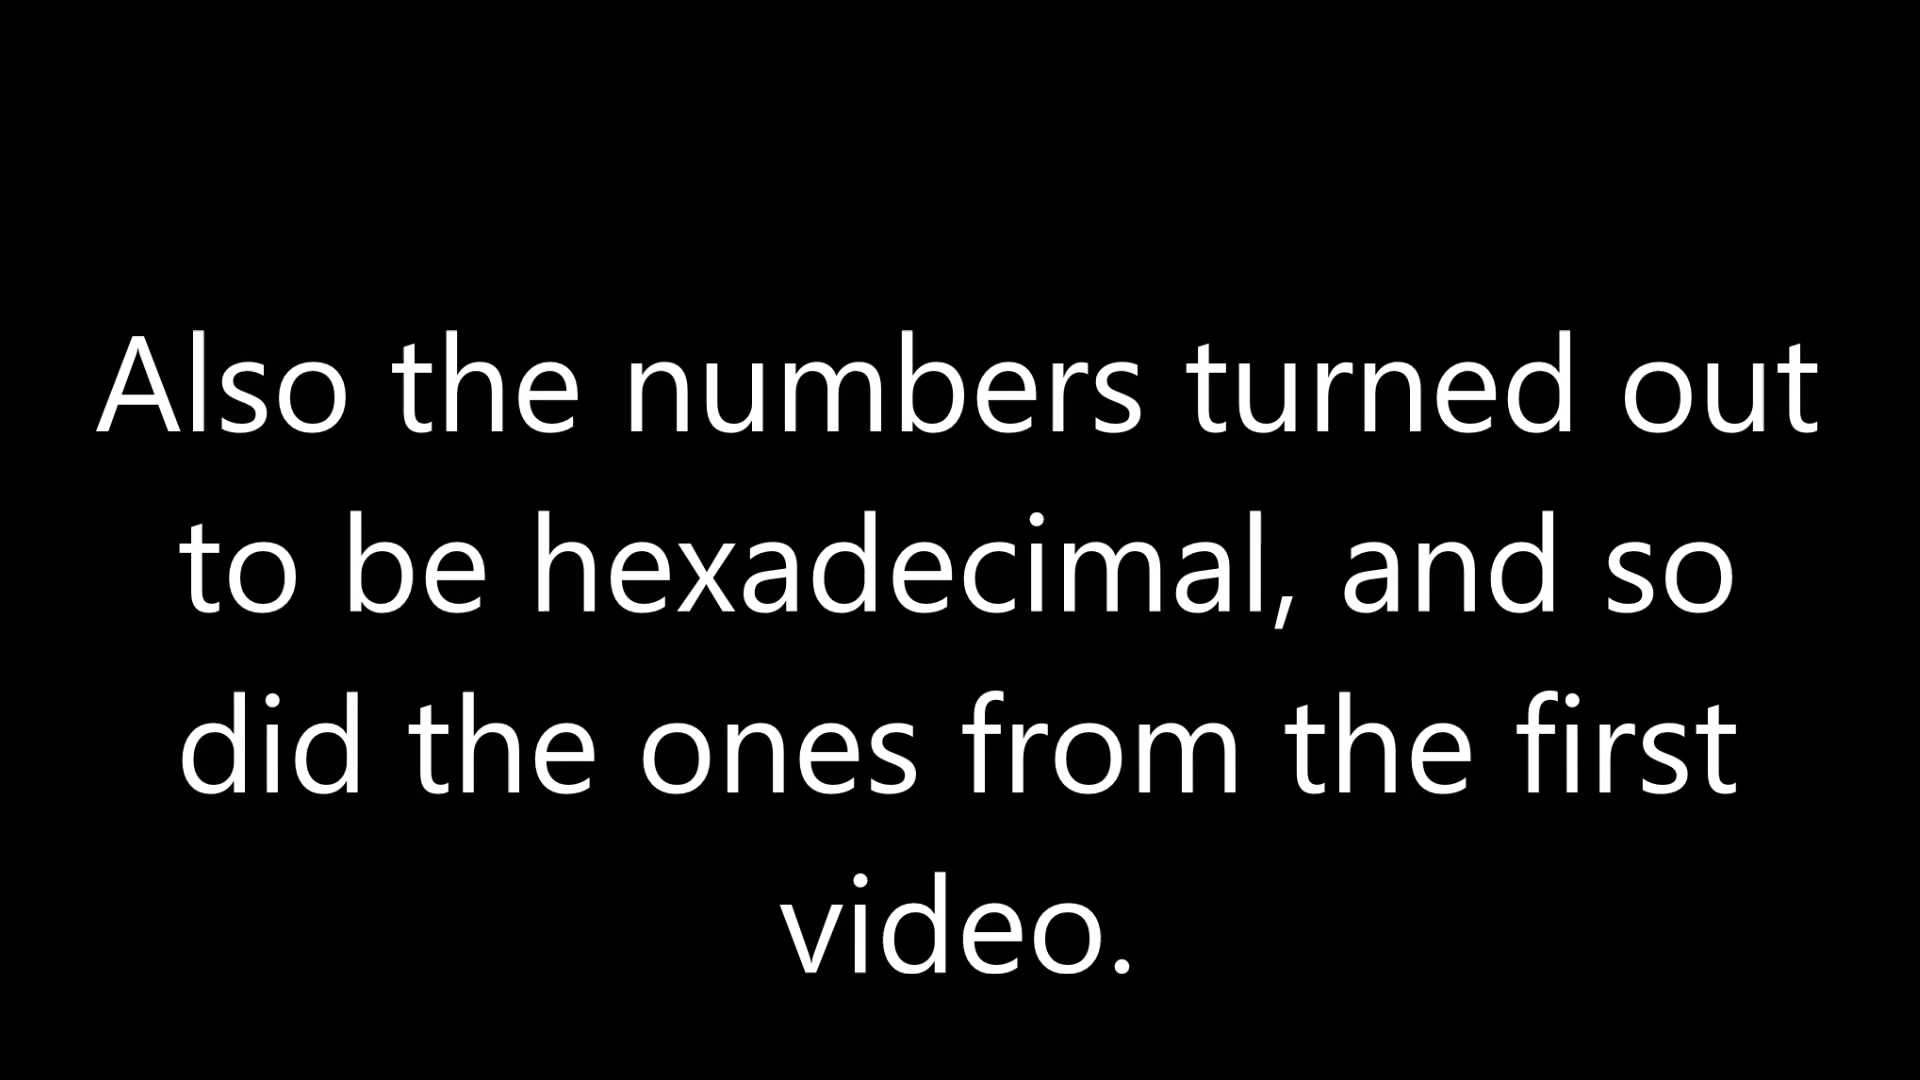 Also the numbers turned out
to be hexadecimal, and so
did the ones from the first
video.